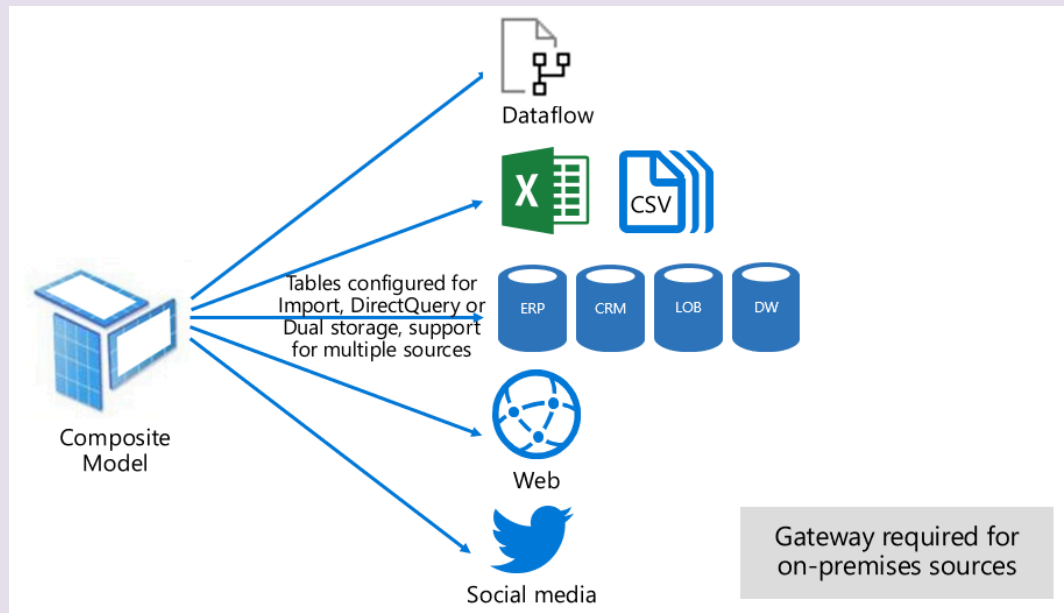 Dataflow
X
CSV
Tables configured for
Import, DirectQuery or
Dual storage, support
for multiple sources
ERP
CRM
LOB
DW
Composite
Model
Web
Social media
Gateway required for
on-premises sources